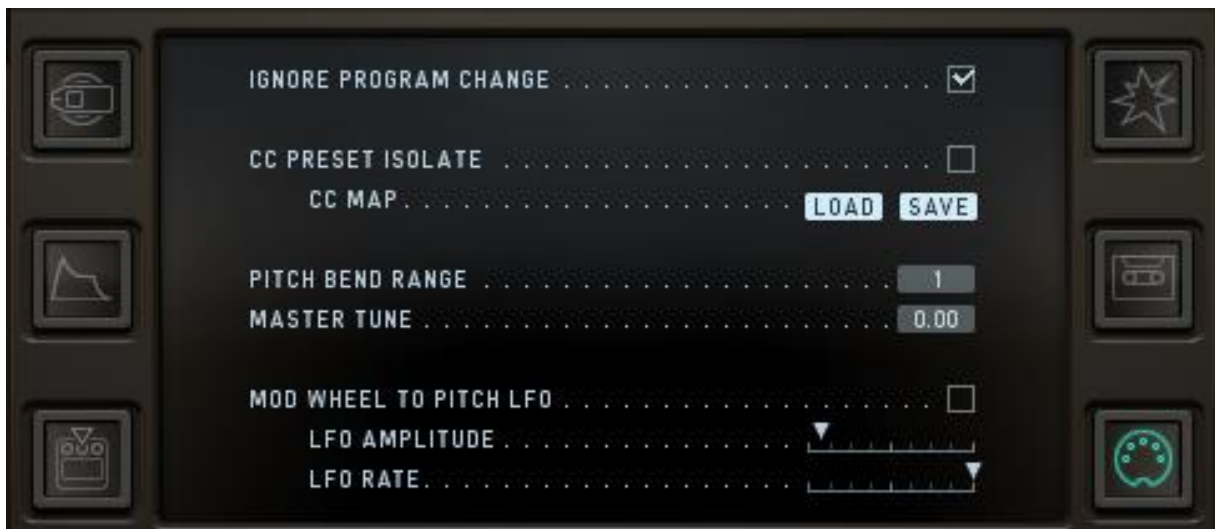 IGNORE PROGRAM CHANGE
CC PRESET ISOLATE
CC MAP LOAD SAVE
PITCH BEND RANGE 1
MASTER TUNE 0.00
MOD WHEEL TO PITCH LFO
LFO AMPLITUDE
LFO RATE